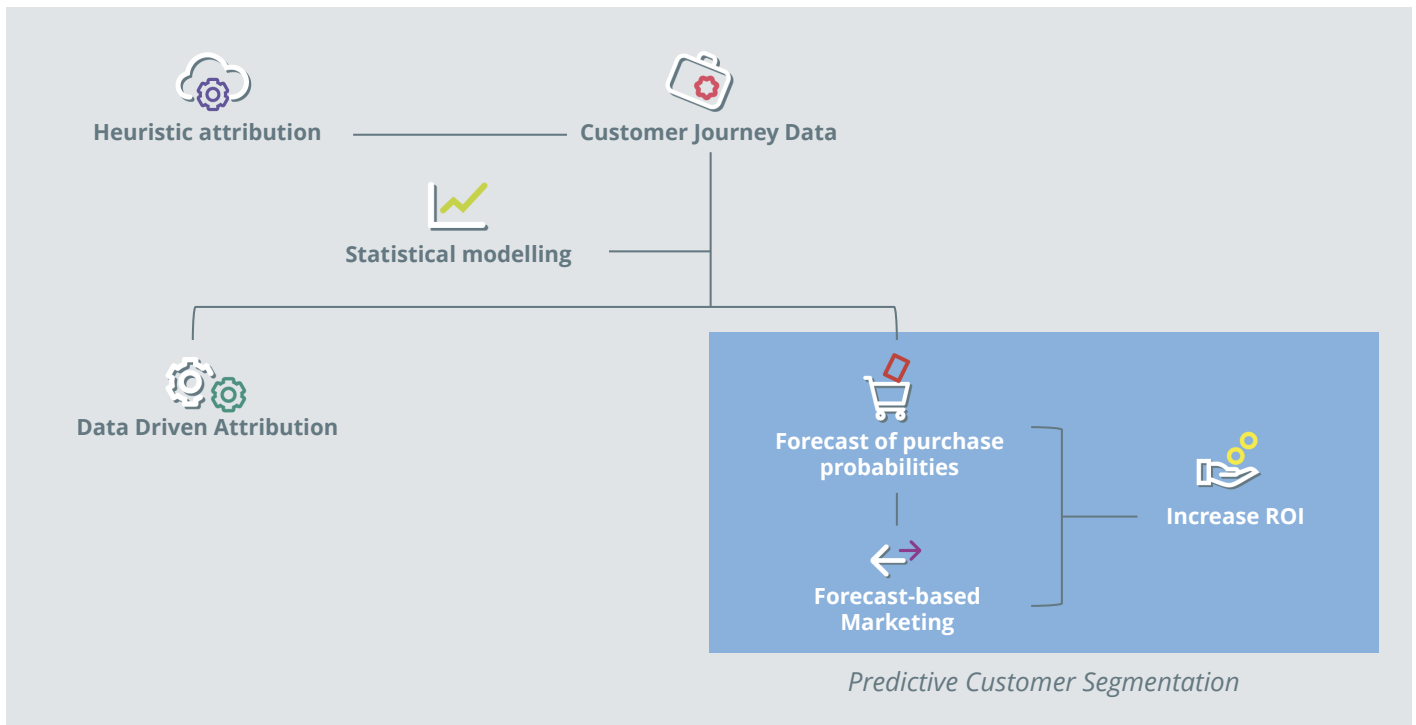 Heuristic attribution
Customer Journey Data
Statistical modelling
Data Driven Attribution
Forecast of purchase
probabilities
Increase ROI
Forecast-based
Marketing
Predictive Customer Segmentation